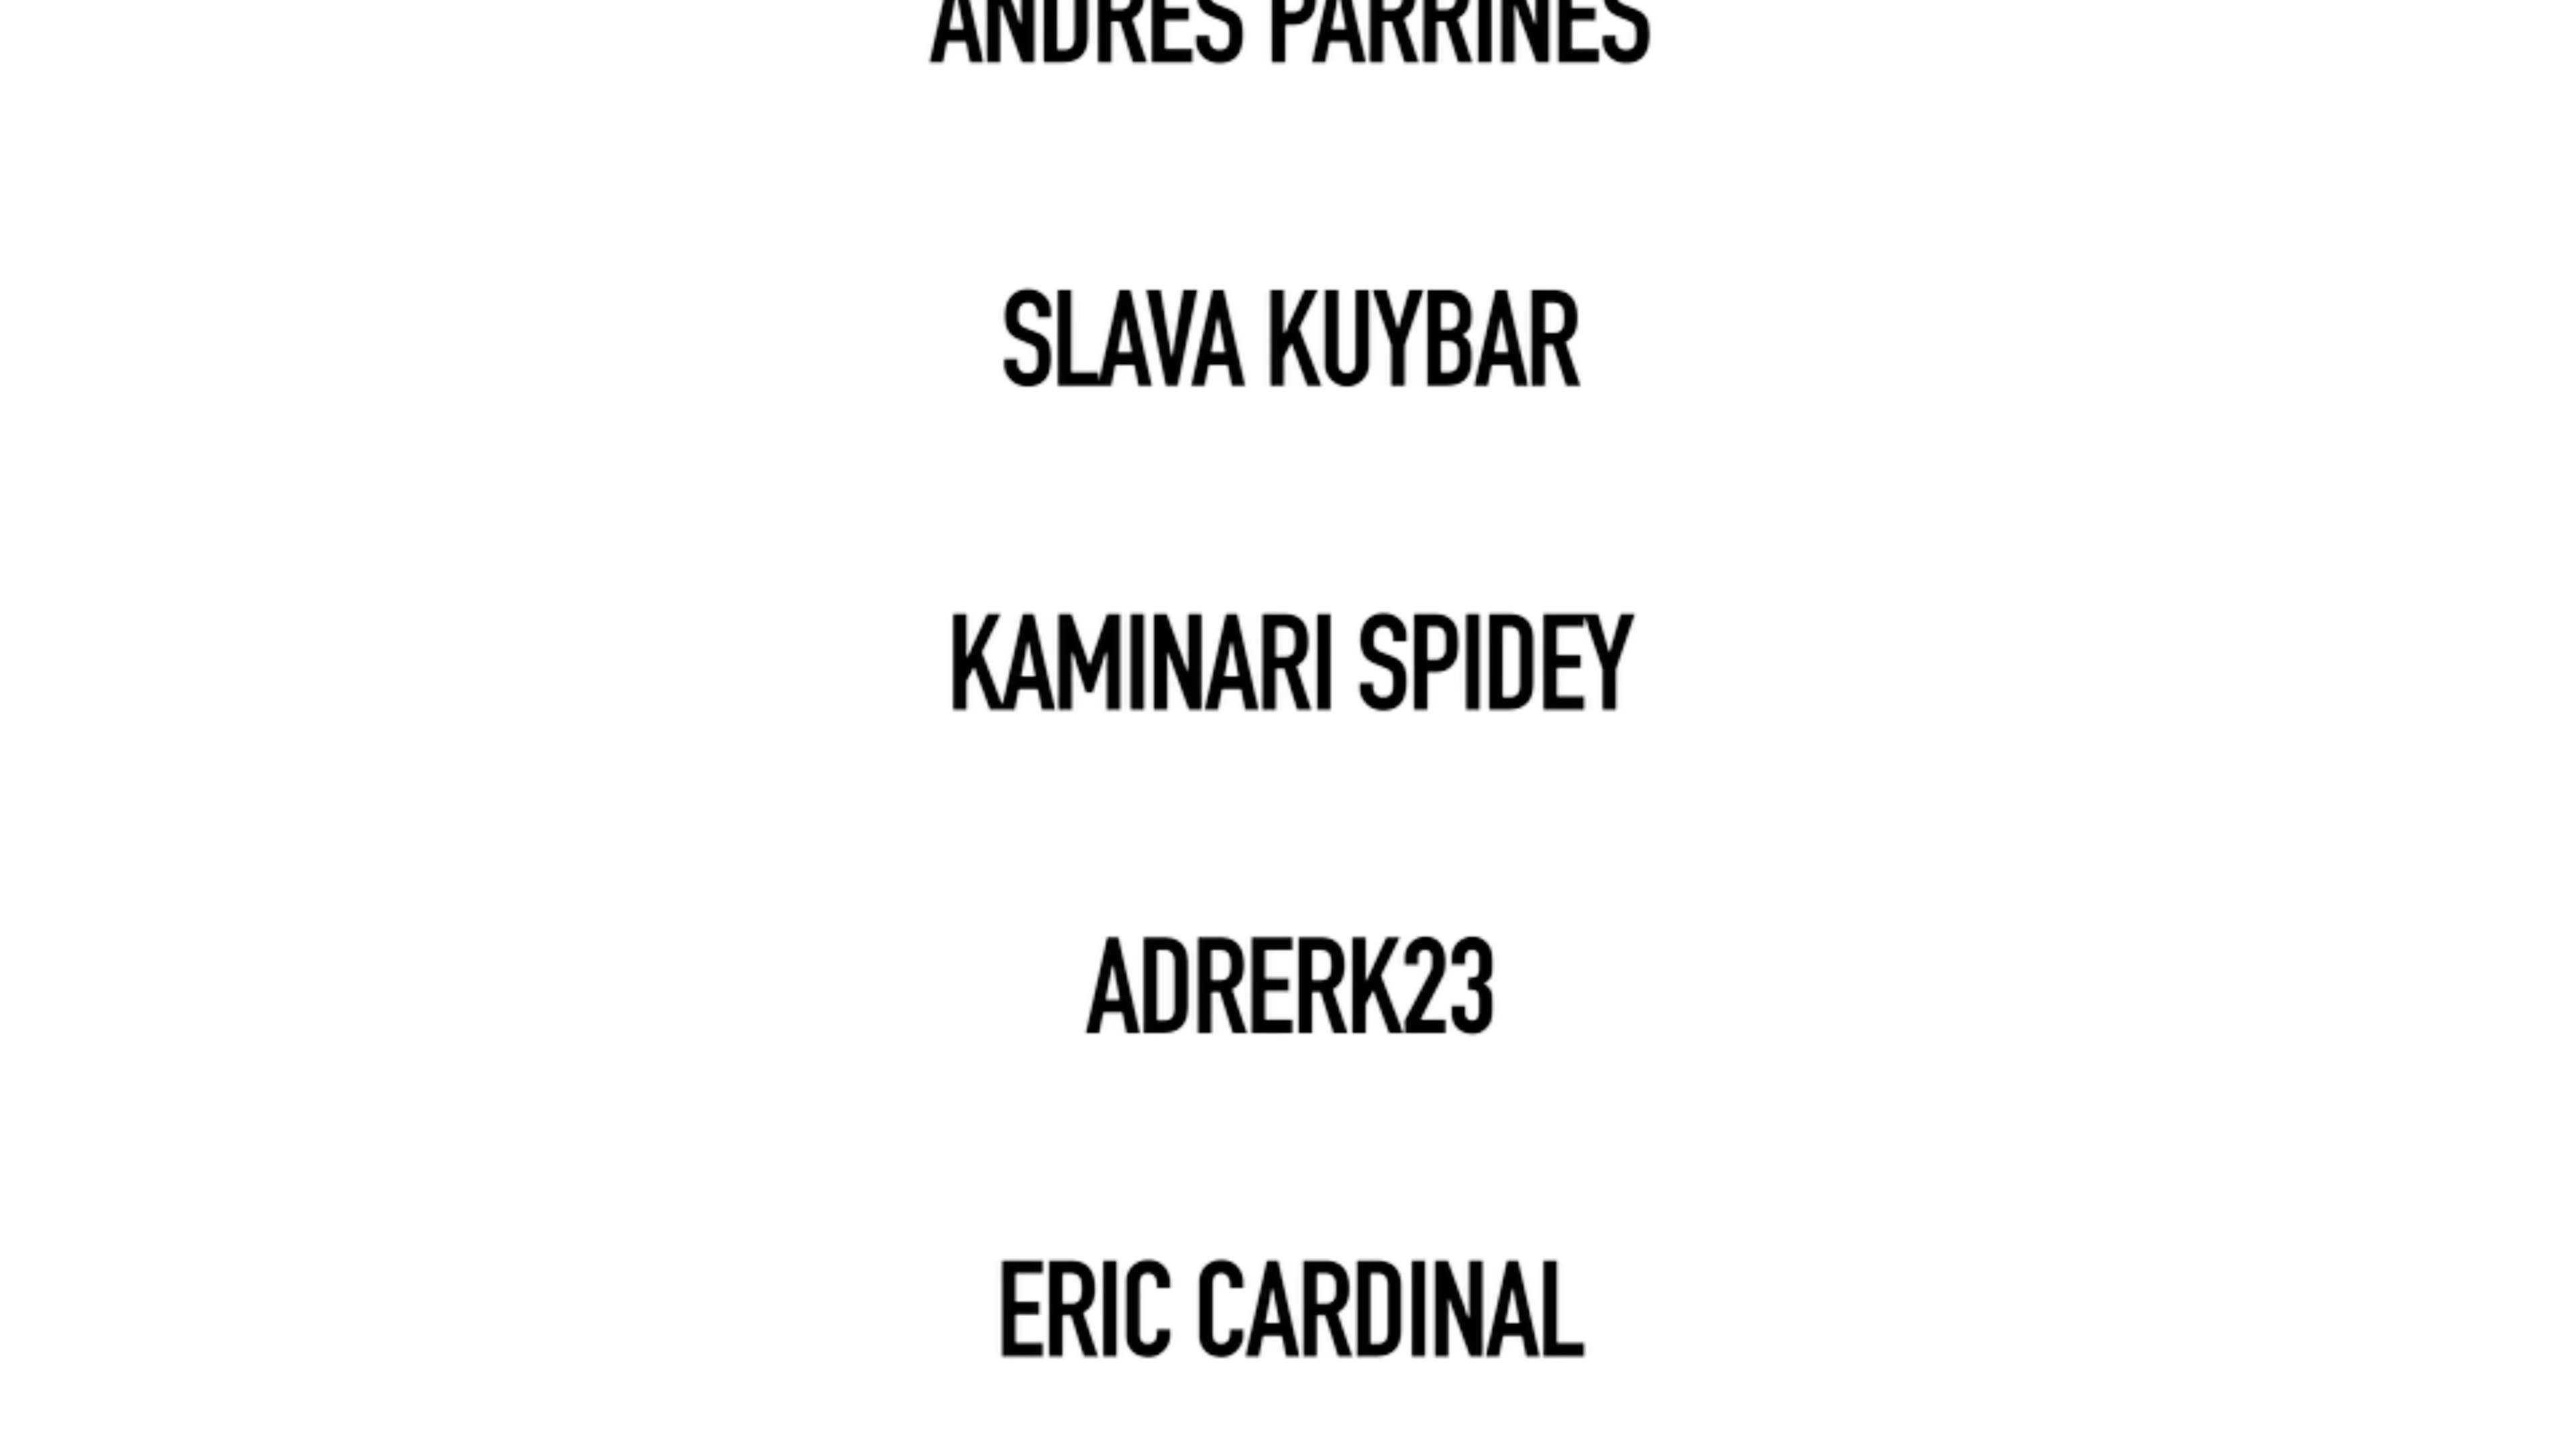 ANDRES PARRINES
SLAVA KUYBAR
KAMINARI SPIDEY
ADRERK23
ERIC CARDINAL